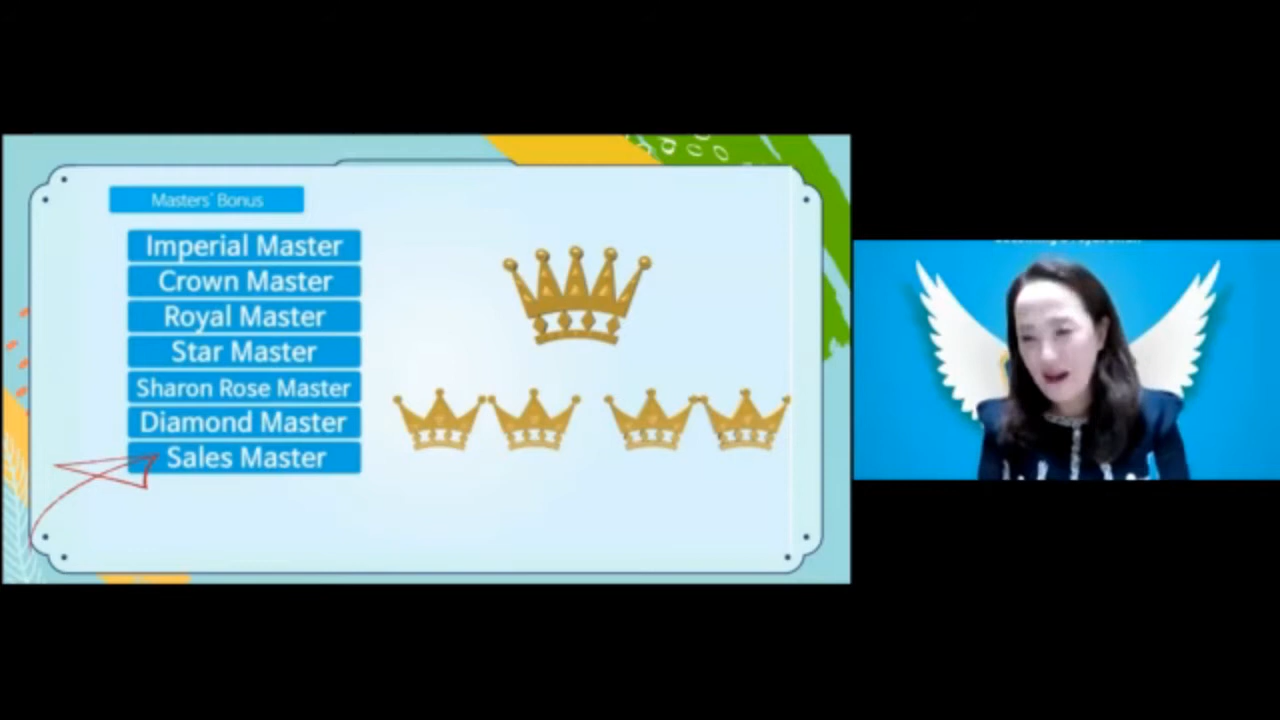 Masters' Bonus
Imperial Master
Crown Master
Royal Master
Star Master
Sharon Rose Master
Diamond Master
Sales Master